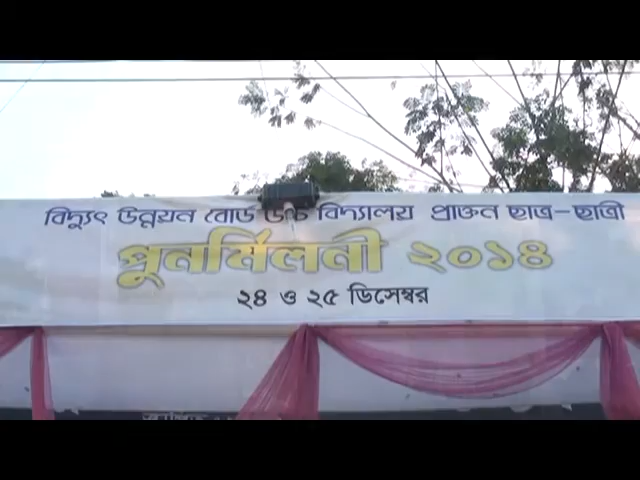 বিদ্যুৎ উন্নয়ন বোর্ড উচ্চ বিদ্যালয় প্রাক্তন ছাত্র-ছাত্রী
পুনর্মিলনী ২০১৪
২৪ ও ২৫ ডিসেম্বর